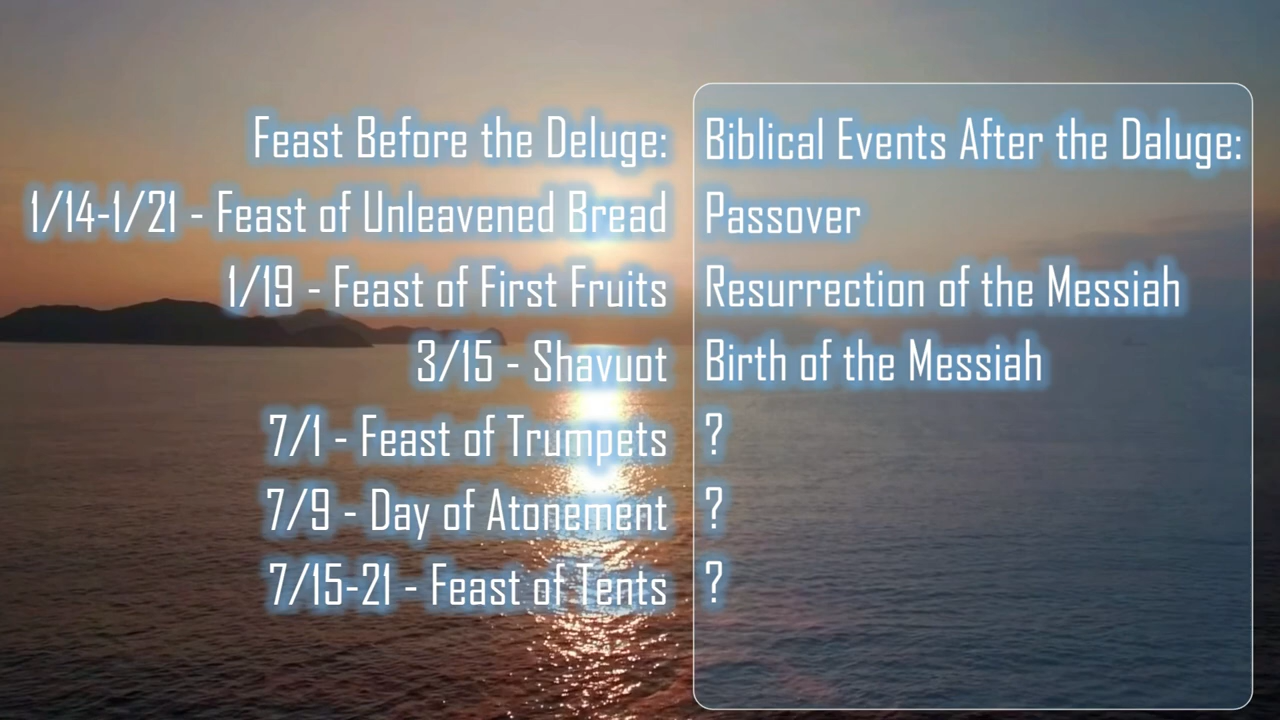 Feast Before the Deluge:
1/14-1/21 - Feast of Unleavened Bread
1/19 - Feast of First Fruits
3/15 - Shavuot
7/1 - Feast of Trumpets
7/9 - Day of Atonement
7/15-21 - Feast of Tents
Biblical Events After the Daluge:
Passover
Resurrection of the Messiah
Birth of the Messiah
?
?
?